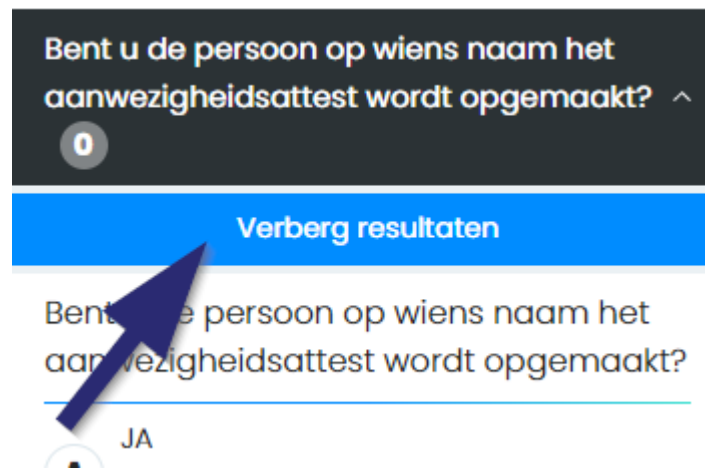 Bent u de persoon op wiens naam het
aanwezigheidsattest wordt opgemaakt?
0
Verberg resultaten
Bent e persoon op wiens naam het
aanwezigheidsattest wordt opgemaakt?
JA
A